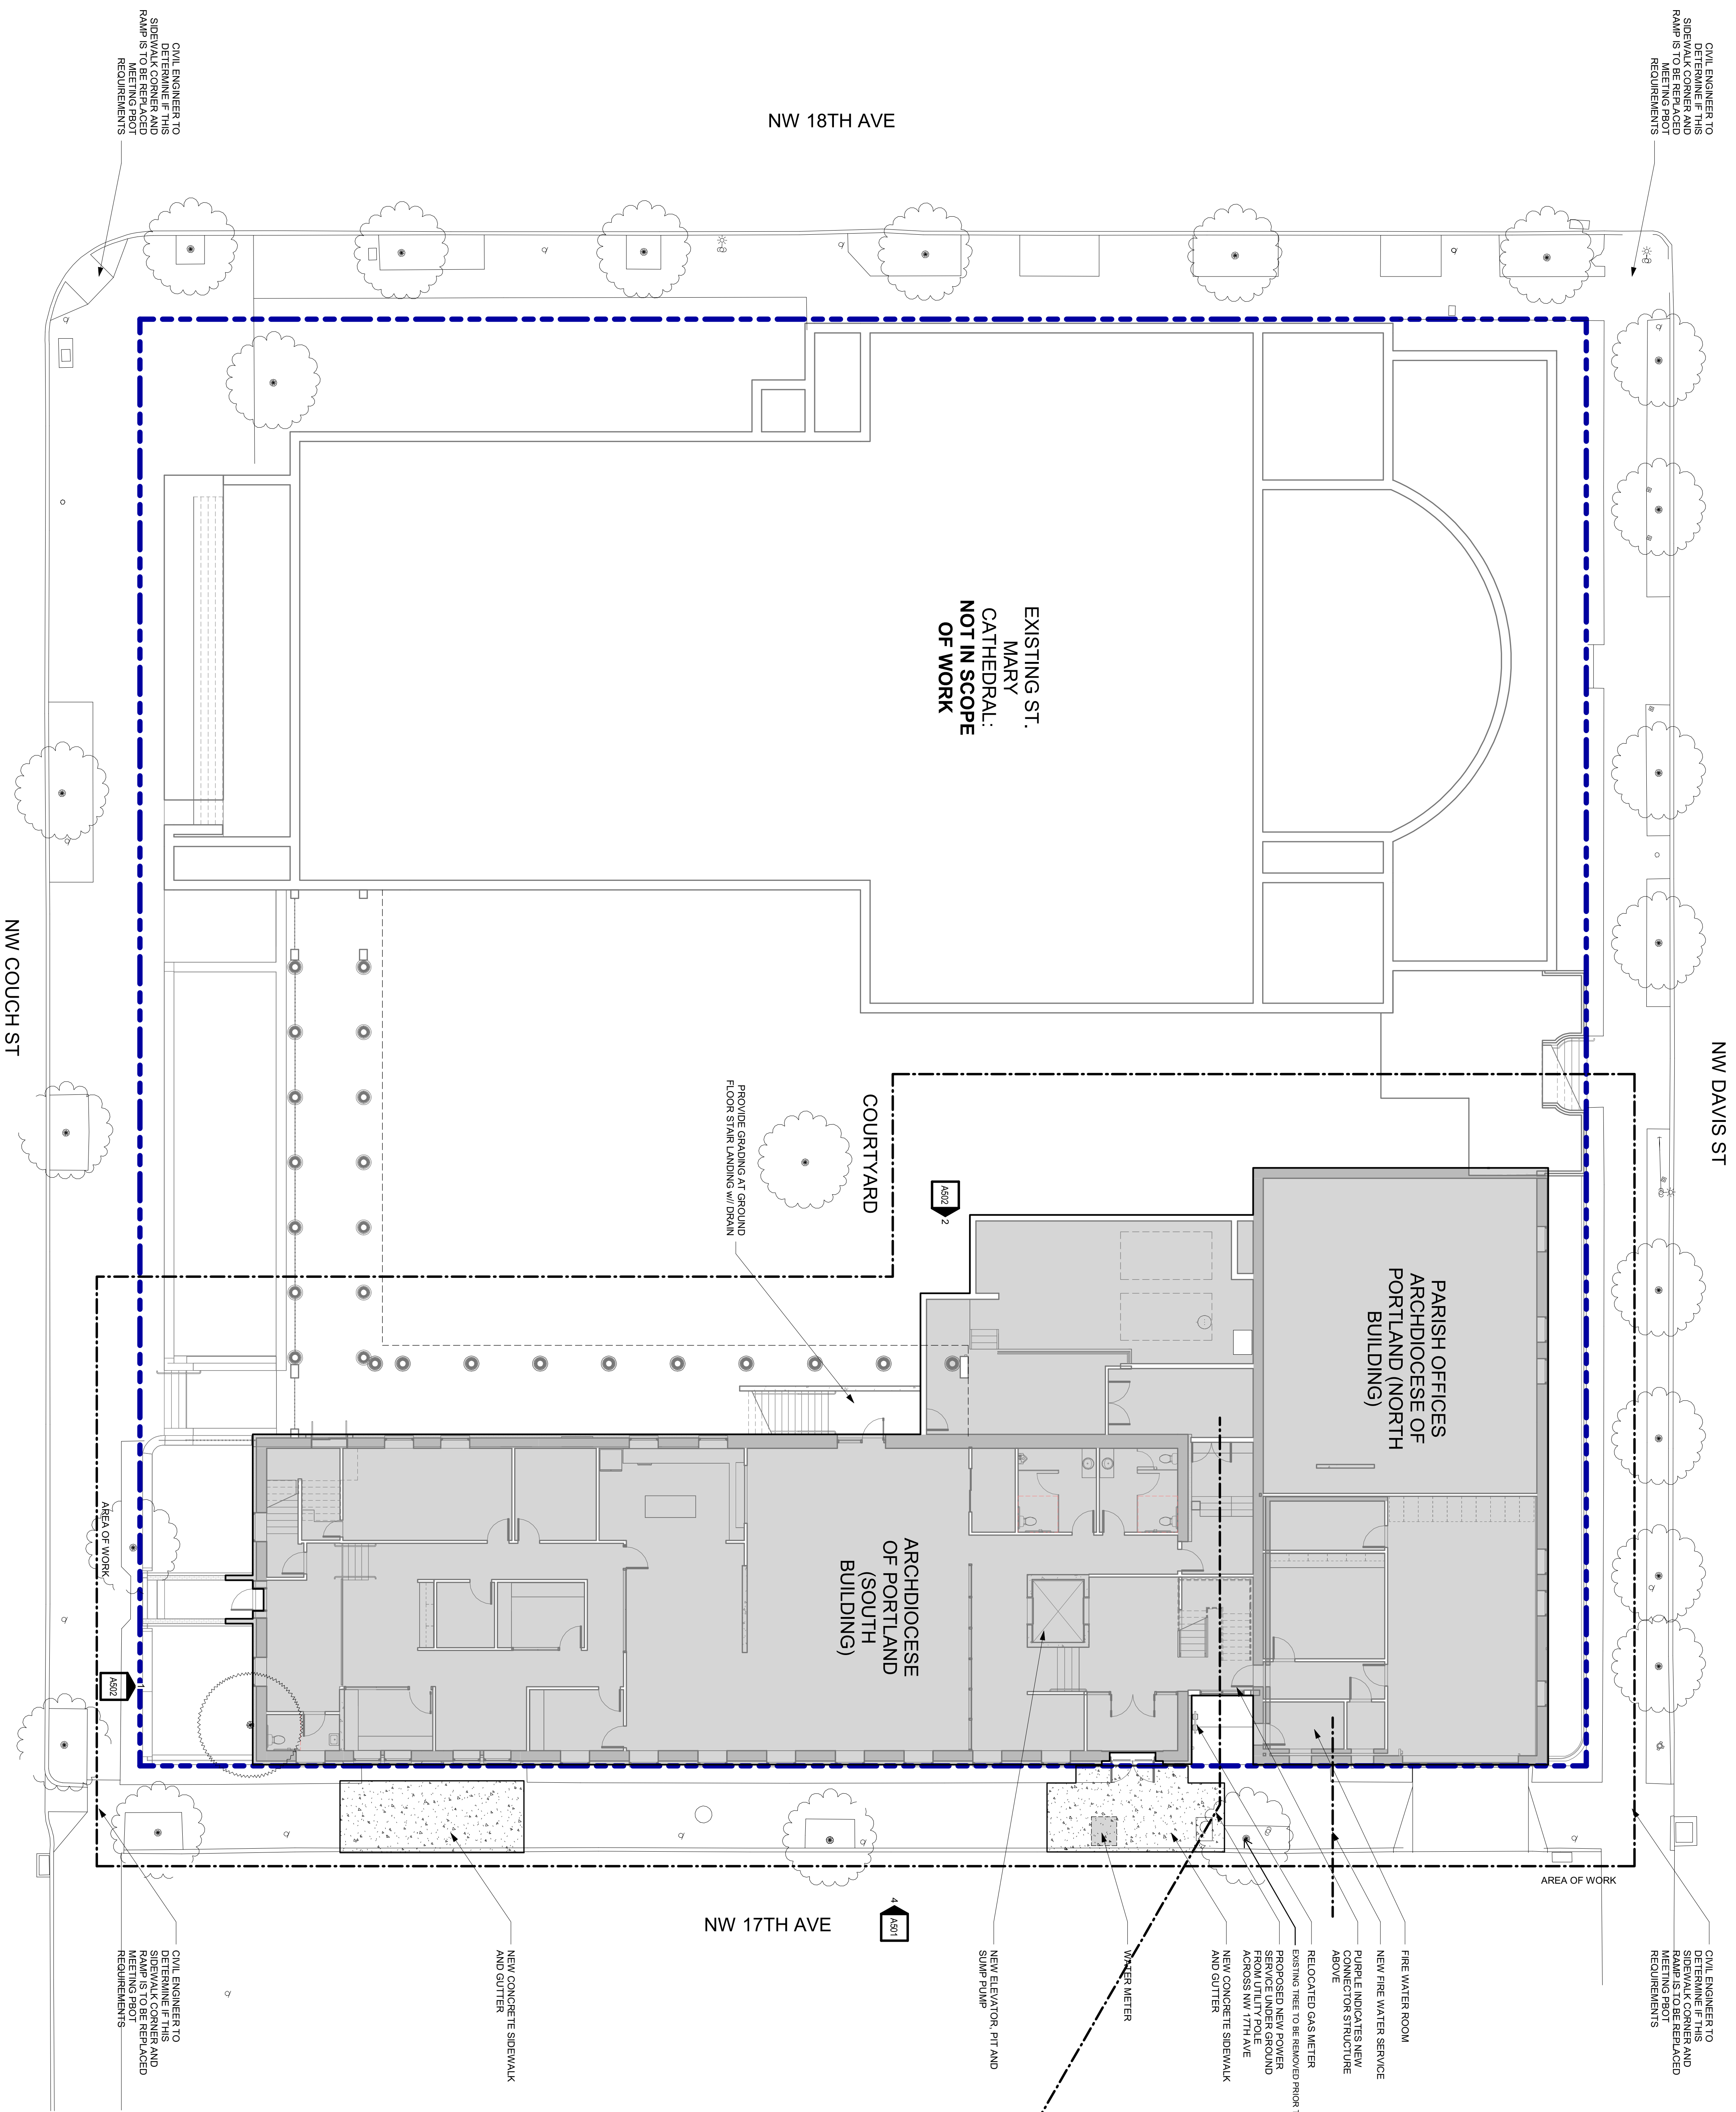 CIVIL ENGINEER TO
DETERMINE IF THIS
SIDEWALK CORNER AND
RAMP IS TO BE REPLACED
MEETING PBOT
REQUIREMENTS
CIVIL ENGINEER TO
DETERMINE IF THIS
SIDEWALK CORNER AND
RAMP IS TO BE REPLACED
MEETING PBOT
REQUIREMENTS
NW 18TH AVE
EXISTING ST.
MARY
CATHEDRAL:
NOT IN SCOPE
OF WORK
NW COUCH ST
NW DAVIS ST
COURTYARD
PROVIDE GRADING AT GROUND
FLOOR STAIR LANDING w// DRAIN
A502
2
PARISH OFFICES
ARCHDIOCESE OF
PORTLAND (NORTH
BUILDING)
ARCHDIOCESE
OF PORTLAND
(SOUTH
BUILDING)
AREA OF WORK
A502
1
AREA OF WORK
NW 17TH AVE
4
A501
CIVIL ENGINEER TO
DETERMINE IF THIS
SIDEWALK CORNER AND
RAMP IS TO BE REPLACED
MEETING PBOT
REQUIREMENTS
NEW CONCRETE SIDEWALK
AND GUTTER
NEW ELEVATOR, PIT AND
SUMP PUMP
WATER METER
NEW CONCRETE SIDEWALK
AND GUTTER
PROPOSED NEW POWER
SERVICE UNDER GROUND
FROM UTILITY POLE
ACROSS NW 17TH AVE
EXISTING TREE TO BE REMOVED PRIOR
RELOCATED GAS METER
PURPLE INDICATES NEW
CONNECTOR STRUCTURE
ABOVE
NEW FIRE WATER SERVICE
FIRE WATER ROOM
CIVIL ENGINEER TO
DETERMINE IF THIS
SIDEWALK CORNER AND
RAMP IS TO BE REPLACED
MEETING PBOT
REQUIREMENTS